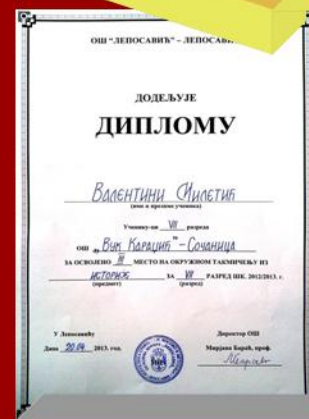 ОШ "ЛЕПОСАВИЋ" – ЛЕПОСАВИЋ
ДОДЕЉУЈЕ
ДИПЛОМУ
Валентини Милетић
(име и презиме ученика)
Ученику-ци VII разреда
ОШ „Вук Караџић" - Сочаница
ЗА ОСВОЈЕНО III МЕСТО НА ОКРУЖНОМ ТАКМИЧЕЊУ ИЗ
ИСТОРИЈЕ ЗА VII РАЗРЕД ШК. 2012/2013. г.
(предмет) (разред)
У Лепосавићу Директор ОШ
Дана 20.04. 2013. год. Мирјана Бараћ, проф.